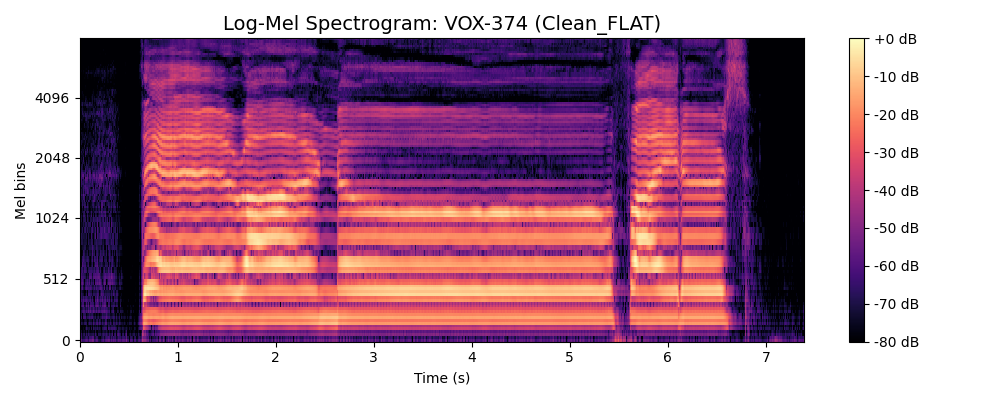 Log-Mel Spectrogram: VOX-374 (Clean_FLAT)
Mel bins
4096
2048
1024
512
0
0 1 2 3 4 5 6 7
Time (s)
+0 dB
-10 dB
-20 dB
-30 dB
-40 dB
-50 dB
-60 dB
-70 dB
-80 dB